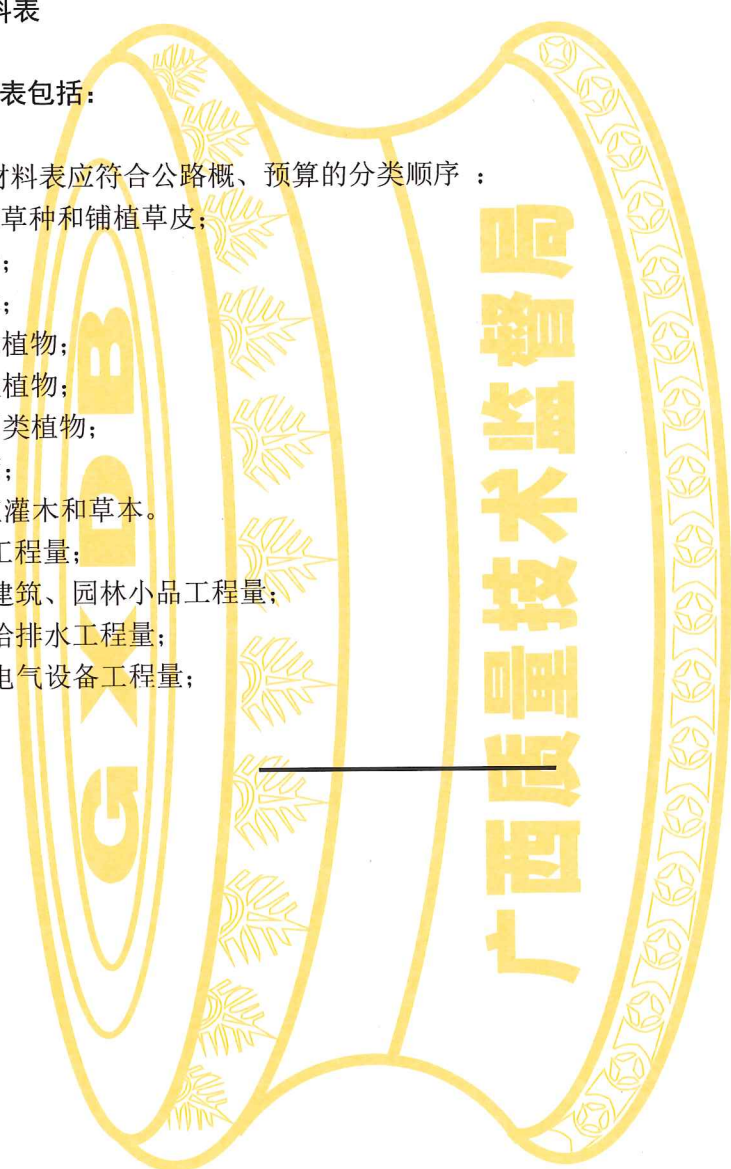 料表
表包括：
材料表应符合公路概、预算的分类顺序：
草种和铺植草皮；
；
；
植物；
植物；
类植物；
；
灌木和草本。
工程量；
建筑、园林小品工程量；
给排水工程量；
电气设备工程量；
GXDB
广西质量技术监督局